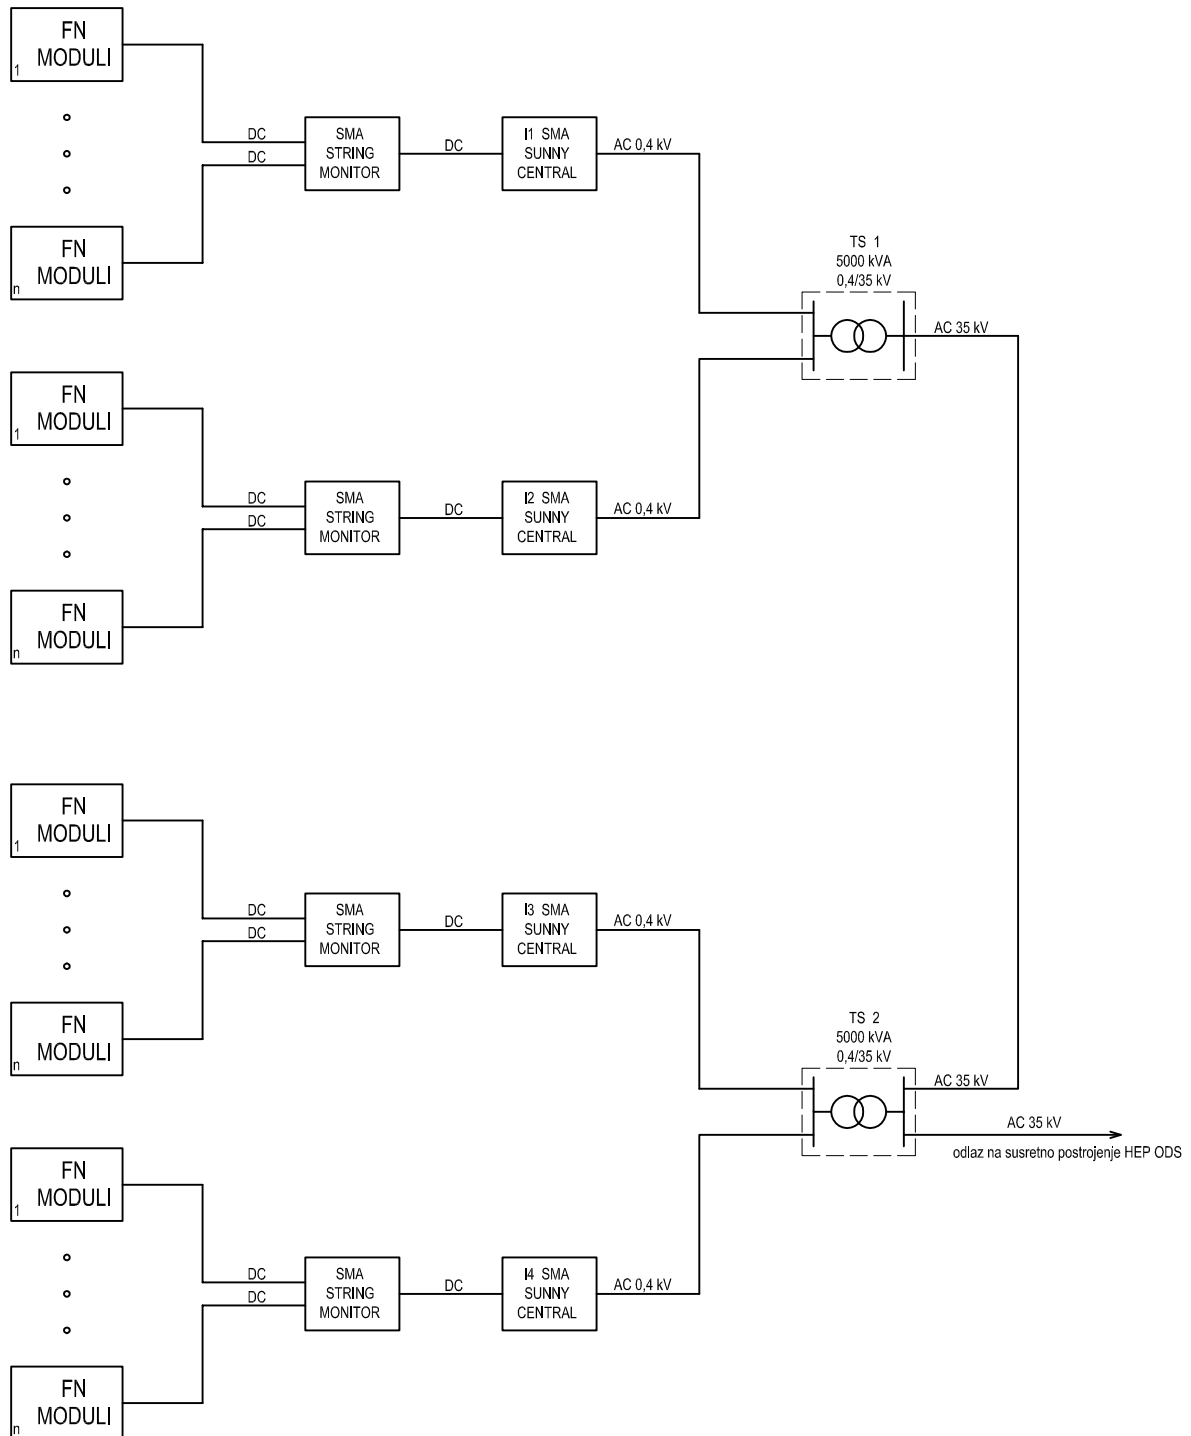 FN
MODULI
1
DC
DC
SMA
STRING
MONITOR
DC
I1 SMA
SUNNY
CENTRAL
AC 0,4 kV
FN
MODULI
n
TS 1
5000 kVA
0,4/35 kV
AC 35 kV
FN
MODULI
1
DC
DC
SMA
STRING
MONITOR
DC
I2 SMA
SUNNY
CENTRAL
AC 0,4 kV
FN
MODULI
n
FN
MODULI
1
DC
DC
SMA
STRING
MONITOR
DC
I3 SMA
SUNNY
CENTRAL
AC 0,4 kV
FN
MODULI
n
TS 2
5000 kVA
0,4/35 kV
AC 35 kV
AC 35 kV
odlaz na susretno postrojenje HEP ODS
FN
MODULI
1
DC
DC
SMA
STRING
MONITOR
DC
I4 SMA
SUNNY
CENTRAL
AC 0,4 kV
FN
MODULI
n